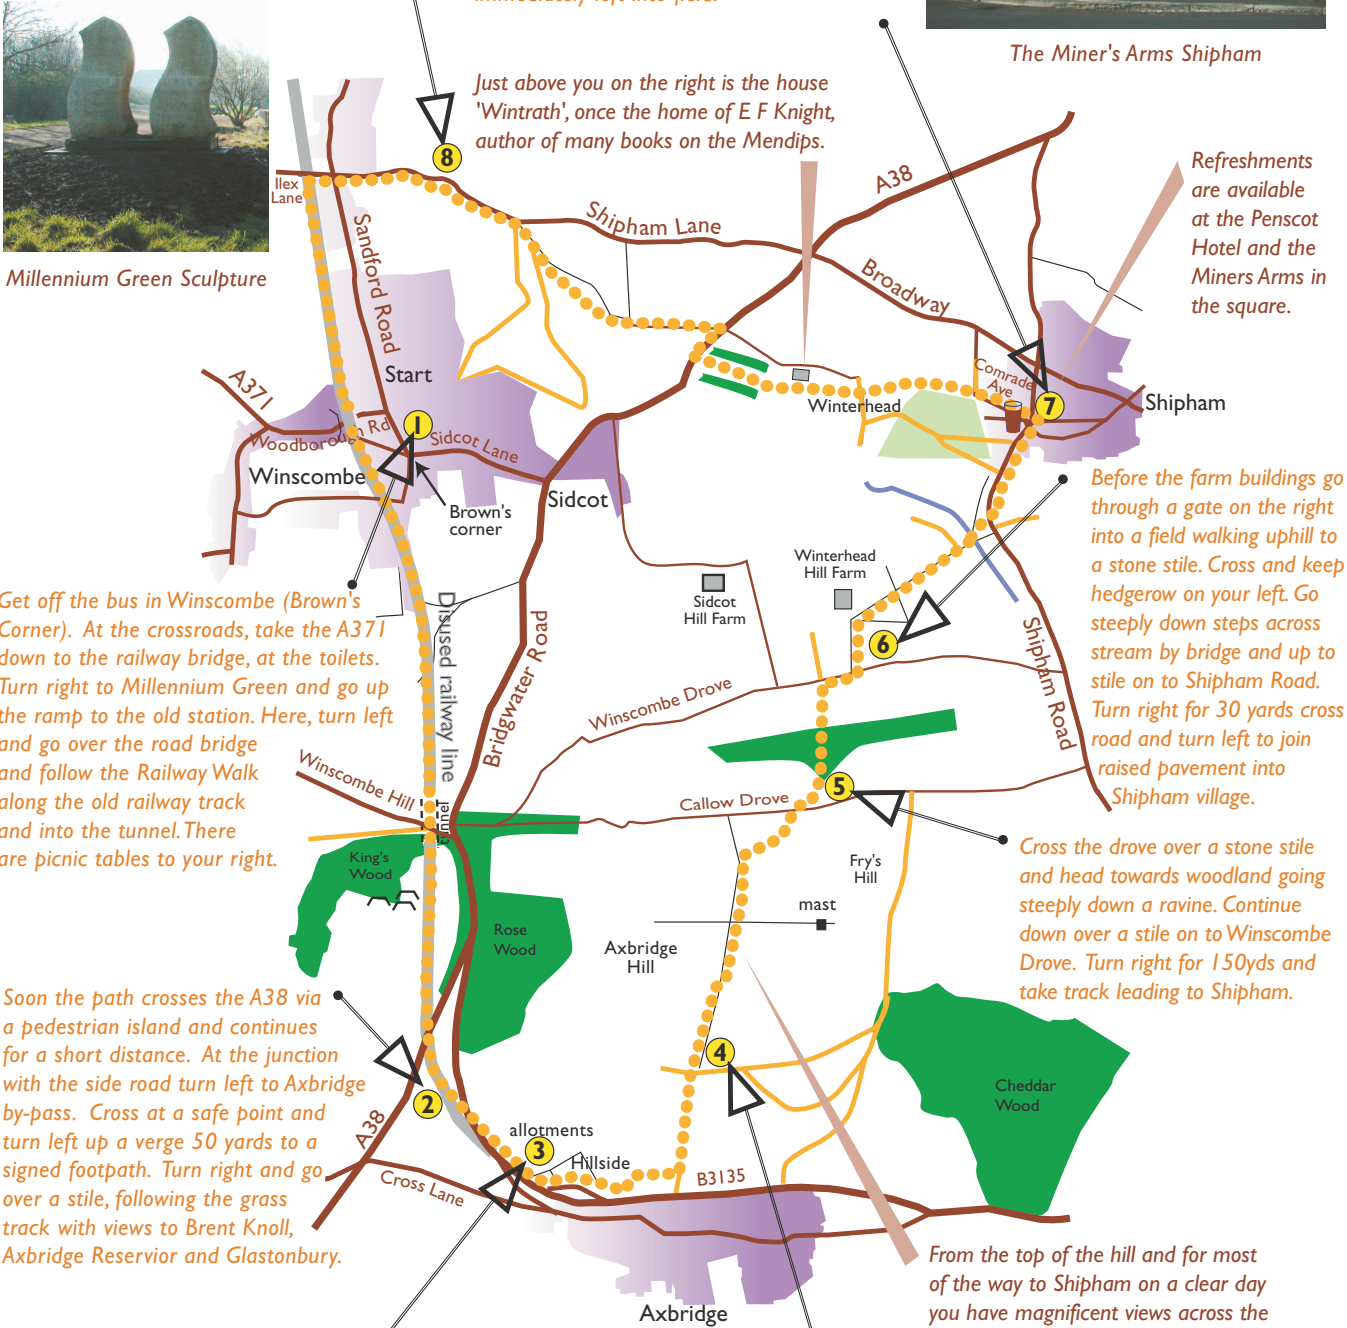 The Miner's Arms Shipham
Just above you on the right is the house
'Wintrath', once the home of E F Knight,
author of many books on the Mendips.
8
A38
Refreshments
are available
at the Penscot
Hotel and the
Miners Arms in
the square.
Ilex
Lane
Shipham Lane
Sandford Road
Millennium Green Sculpture
Broadway
Start
A371
Comrade
Ave
7
Shipham
Winterhead
1
Woodborough Rd
Sidcot Lane
Winscombe
Sidcot
Brown's
corner
Before the farm buildings go
through a gate on the right
into a field walking uphill to
a stone stile. Cross and keep
hedgerow on your left. Go
steeply down steps across
stream by bridge and up to
stile on to Shipham Road.
Turn right for 30 yards cross
road and turn left to join
raised pavement into
Shipham village.
Winterhead
Hill Farm
Sidcot
Hill Farm
6
Get off the bus in Winscombe (Brown's
Corner). At the crossroads, take the A371
down to the railway bridge, at the toilets.
Turn right to Millennium Green and go up
the ramp to the old station. Here, turn left
and go over the road bridge
and follow the Railway Walk
along the old railway track
and into the tunnel. There
are picnic tables to your right.
Disused railway line
Bridgwater Road
Shipham Road
Winscombe Drove
Winscombe Hill
tunnel
5
Callow Drove
King's
Wood
Fry's
Hill
Cross the drove over a stone stile
and head towards woodland going
steeply down a ravine. Continue
down over a stile on to Winscombe
Drove. Turn right for 150yds and
take track leading to Shipham.
mast
Rose
Wood
Axbridge
Hill
Soon the path crosses the A38 via
a pedestrian island and continues
for a short distance. At the junction
with the side road turn left to Axbridge
by-pass. Cross at a safe point and
turn left up a verge 50 yards to a
signed footpath. Turn right and go
over a stile, following the grass
track with views to Brent Knoll,
Axbridge Reservior and Glastonbury.
4
Cheddar
Wood
2
A38
allotments
3
Hillside
Cross Lane
B3135
From the top of the hill and for most
of the way to Shipham on a clear day
you have magnificent views across the
Axbridge